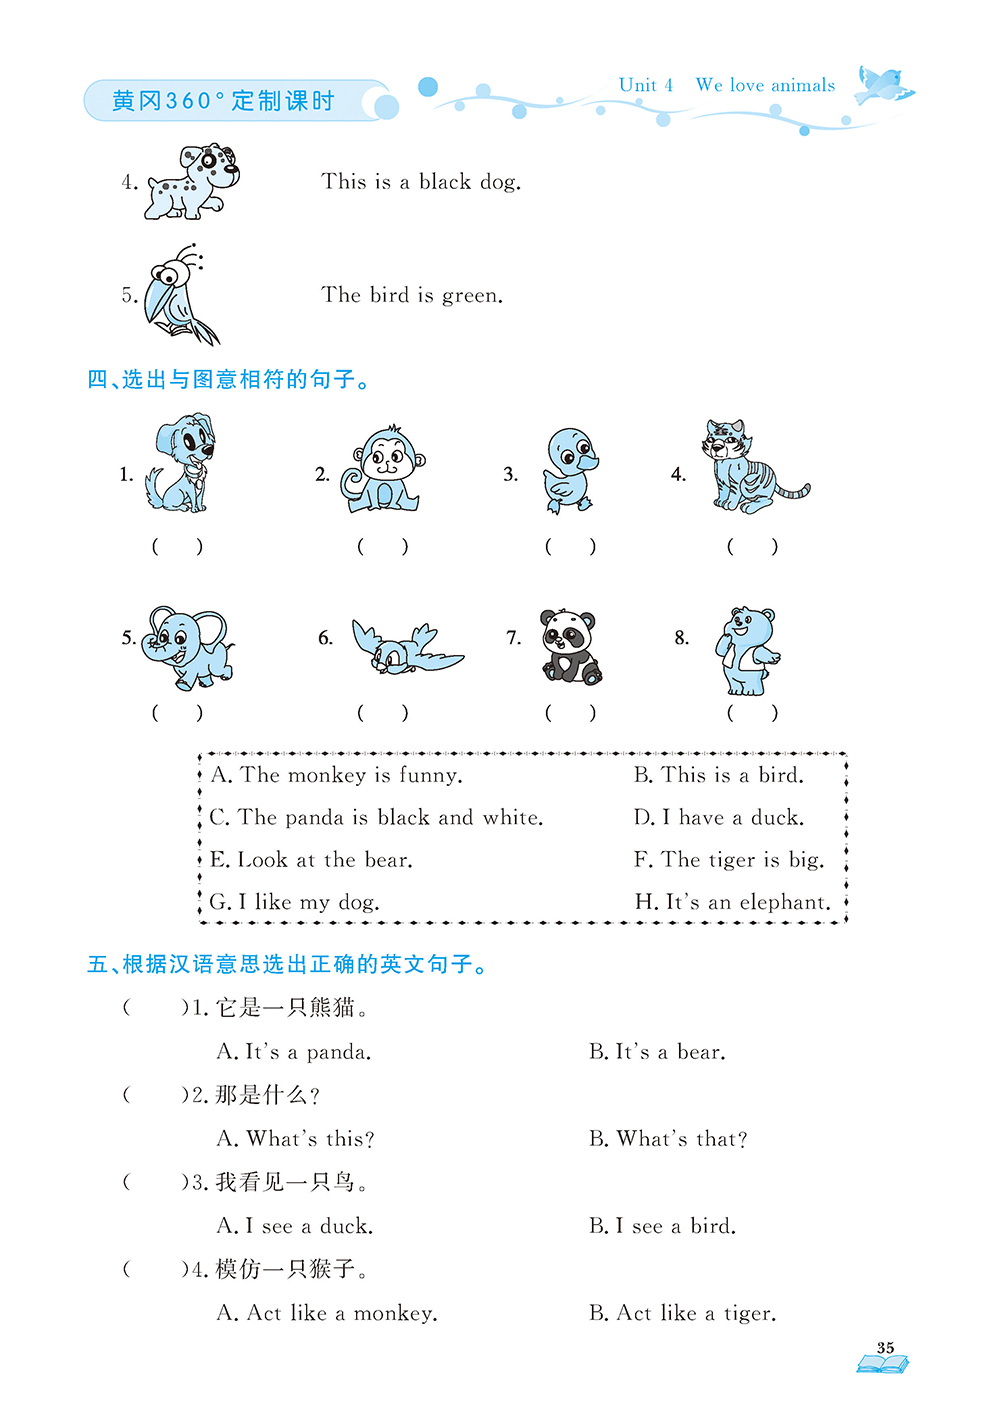 黄冈360°定制课时
Unit 4 We love animals
4. This is a black dog.
5. The bird is green.
四、选出与图意相符的句子。
1. 2. 3. 4.
( ) ( ) ( ) ( )
5. 6. 7. 8.
( ) ( ) ( ) ( )
A. The monkey is funny. B. This is a bird.
C. The panda is black and white. D. I have a duck.
E. Look at the bear. F. The tiger is big.
G. I like my dog. H. It's an elephant.
五、根据汉语意思选出正确的英文句子。
( )1. 它是一只熊猫。
A. It's a panda. B. It's a bear.
( )2. 那是什么?
A. What's this? B. What's that?
( )3. 我看见一只鸟。
A. I see a duck. B. I see a bird.
( )4. 模仿一只猴子。
A. Act like a monkey. B. Act like a tiger.
35